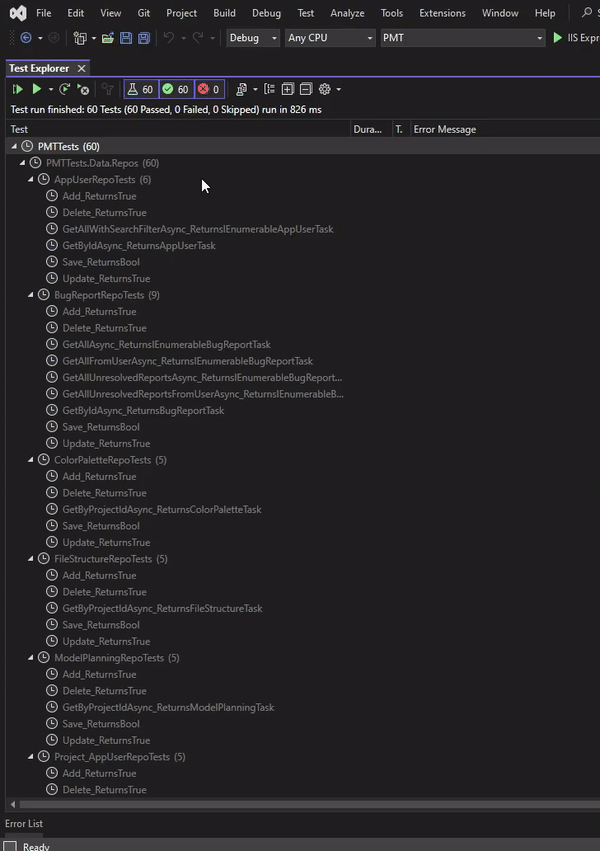 File Edit View Git Project Build Debug Test Analyze Tools Extensions Window Help
Debug Any CPU PMT IIS Expre
Test Explorer
60 60 0
Test run finished: 60 Tests (60 Passed, 0 Failed, 0 Skipped) run in 826 ms
Test Dura... T. Error Message
PMTTests (60)
PMTTests.Data.Repos (60)
AppUserRepoTests (6)
Add_ReturnsTrue
Delete_ReturnsTrue
GetAllWithSearchFilterAsync_ReturnsIEnumerableAppUserTask
GetByIdAsync_ReturnsAppUserTask
Save_ReturnsBool
Update_ReturnsTrue
BugReportRepoTests (9)
Add_ReturnsTrue
Delete_ReturnsTrue
GetAllAsync_ReturnsIEnumerableBugReportTask
GetAllFromUserAsync_ReturnsIEnumerableBugReportTask
GetAllUnresolvedReportsAsync_ReturnsIEnumerableBugReport...
GetAllUnresolvedReportsFromUserAsync_ReturnsIEnumerableB...
GetByIdAsync_ReturnsBugReportTask
Save_ReturnsBool
Update_ReturnsTrue
ColorPaletteRepoTests (5)
Add_ReturnsTrue
Delete_ReturnsTrue
GetByProjectIdAsync_ReturnsColorPaletteTask
Save_ReturnsBool
Update_ReturnsTrue
FileStructureRepoTests (5)
Add_ReturnsTrue
Delete_ReturnsTrue
GetByProjectIdAsync_ReturnsFileStructureTask
Save_ReturnsBool
Update_ReturnsTrue
ModelPlanningRepoTests (5)
Add_ReturnsTrue
Delete_ReturnsTrue
GetByProjectIdAsync_ReturnsModelPlanningTask
Save_ReturnsBool
Update_ReturnsTrue
Project_AppUserRepoTests (5)
Add_ReturnsTrue
Delete_ReturnsTrue
Error List
Ready